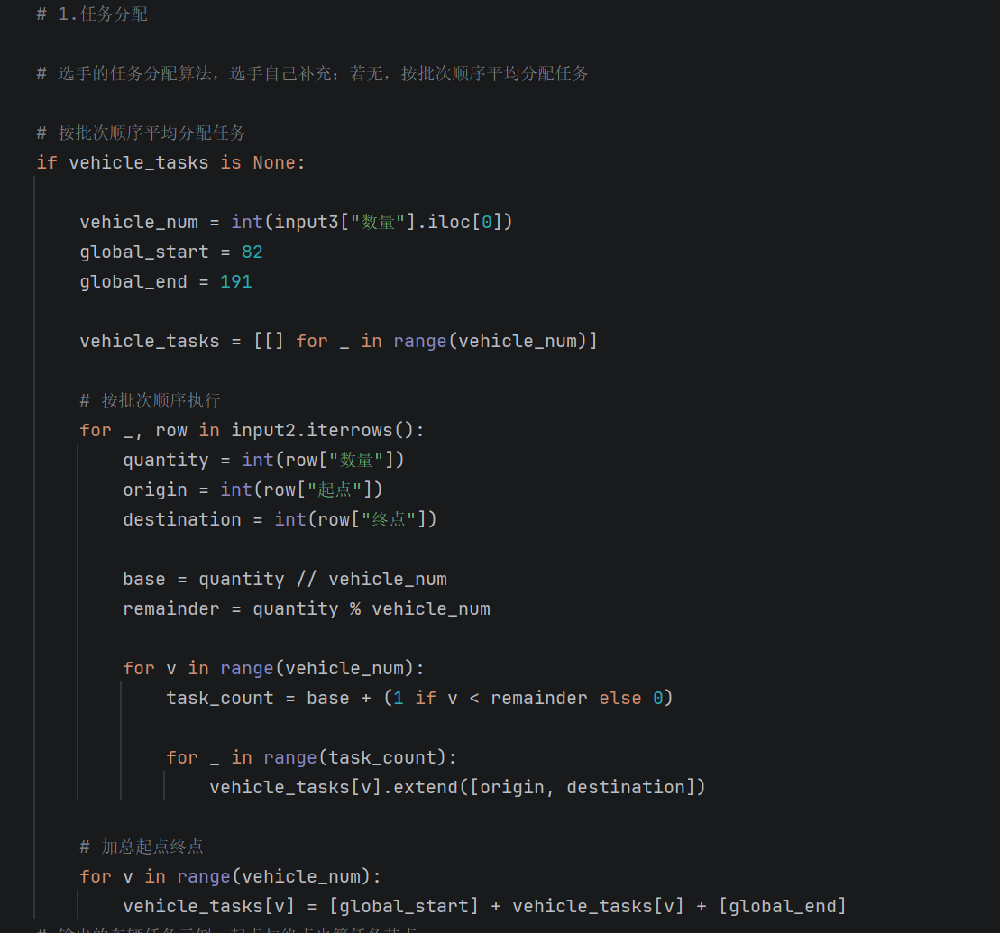 # 1.任务分配
# 选手的任务分配算法，选手自己补充；若无，按批次顺序平均分配任务
# 按批次顺序平均分配任务
if vehicle_tasks is None:
vehicle_num = int(input3["数量"].iloc[0])
global_start = 82
global_end = 191
vehicle_tasks = [[] for _ in range(vehicle_num)]
# 按批次顺序执行
for _, row in input2.iterrows():
quantity = int(row["数量"])
origin = int(row["起点"])
destination = int(row["终点"])
base = quantity // vehicle_num
remainder = quantity % vehicle_num
for v in range(vehicle_num):
task_count = base + (1 if v < remainder else 0)
for _ in range(task_count):
vehicle_tasks[v].extend([origin, destination])
# 加总起点终点
for v in range(vehicle_num):
vehicle_tasks[v] = [global_start] + vehicle_tasks[v] + [global_end]